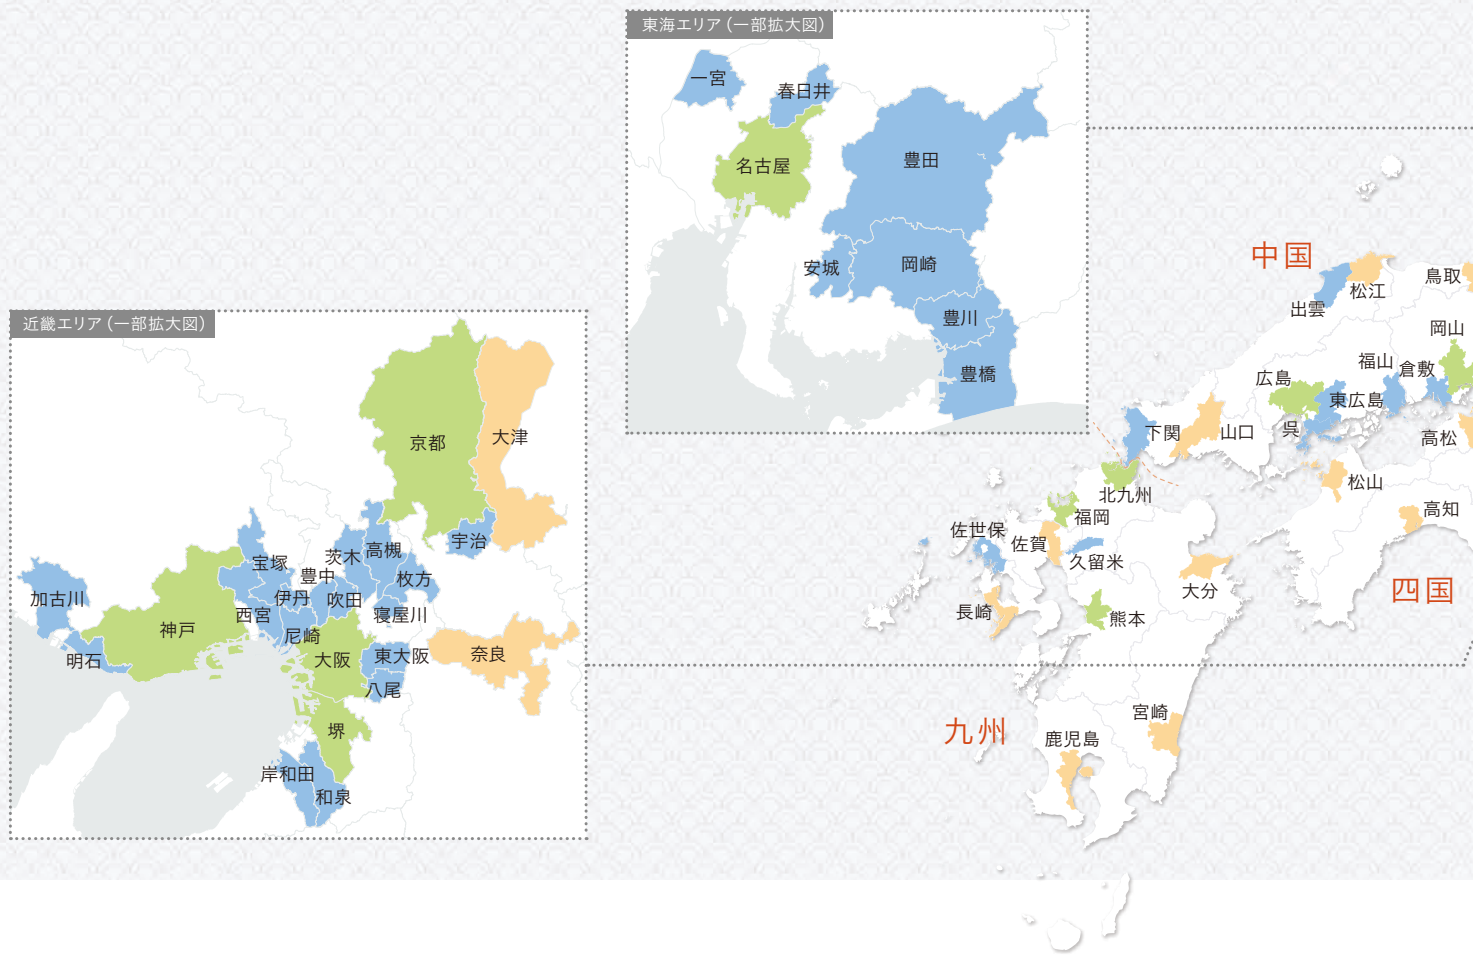 東海エリア（一部拡大図）
一宮
春日井
名古屋
豊田
安城
岡崎
豊川
豊橋
近畿エリア（一部拡大図）
京都
大津
宇治
高槻
茨木
宝塚
豊中
枚方
伊丹
吹田
加古川
西宮
寝屋川
神戸
尼崎
明石
大阪
東大阪
奈良
八尾
堺
岸和田
和泉
中国
鳥取
松江
出雲
岡山
福山
倉敷
広島
東広島
呉
下関
山口
高松
松山
高知
四国
北九州
福岡
佐世保
佐賀
久留米
大分
長崎
熊本
九州
宮崎
鹿児島